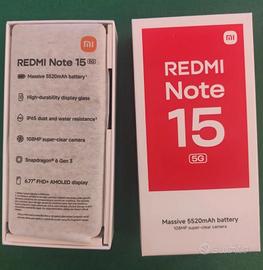 mi
REDMI Note 15 5G
Massive 5520mAh battery
High-durability display glass
IP65 dust and water resistance
108MP super-clear camera
Snapdragon® 6 Gen 3
6.77" FHD+ AMOLED display
mi
REDMI
Note
15
5G
Massive 5520mAh battery
108MP super-clear camera
subito